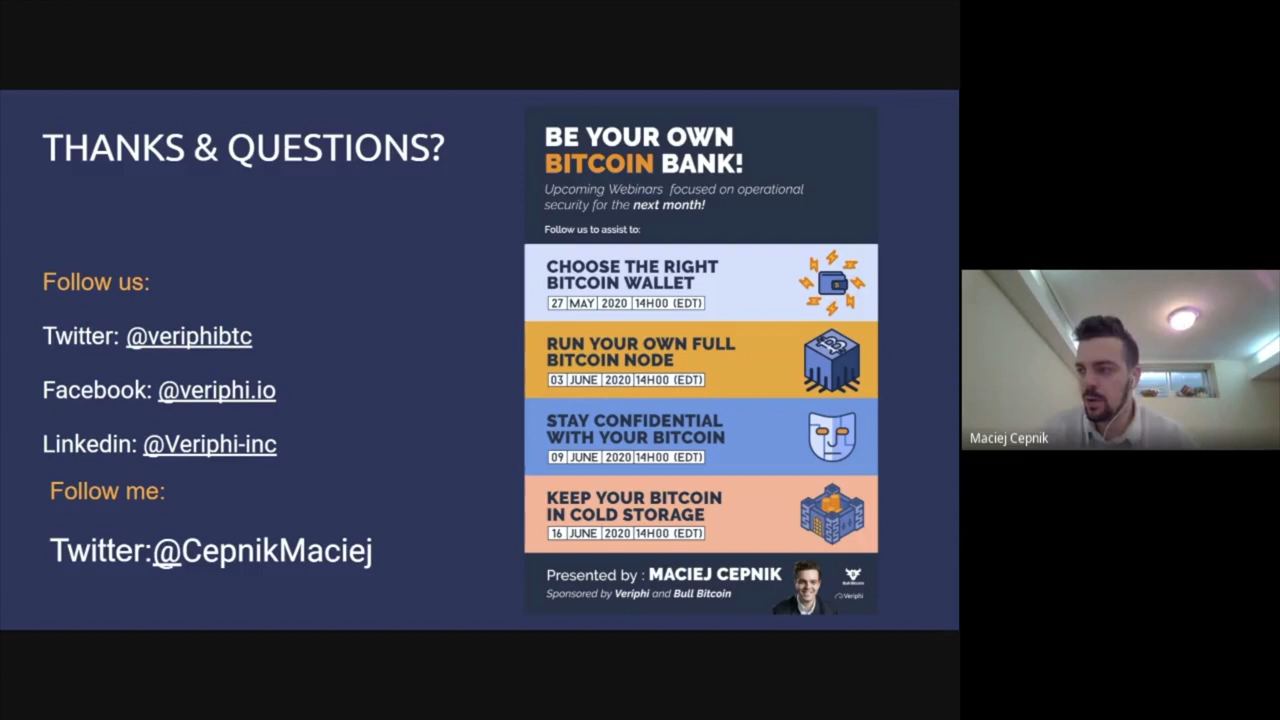 THANKS & QUESTIONS?
Follow us:
Twitter: @veriphibtc
Facebook: @veriphi.io
Linkedin: @Veriphi-inc
Follow me:
Twitter:@CepnikMaciej
BE YOUR OWN
BITCOIN BANK!
Upcoming Webinars focused on operational
security for the next month!
Follow us to assist to:
CHOOSE THE RIGHT
BITCOIN WALLET
27 MAY 2020 14H00 (EDT)
RUN YOUR OWN FULL
BITCOIN NODE
03 JUNE 2020 14H00 (EDT)
STAY CONFIDENTIAL
WITH YOUR BITCOIN
09 JUNE 2020 14H00 (EDT)
KEEP YOUR BITCOIN
IN COLD STORAGE
16 JUNE 2020 14H00 (EDT)
Presented by : MACIEJ CEPNIK
Sponsored by Veriphi and Bull Bitcoin
Bull Bitcoin
Veriphi
Maciej Cepnik